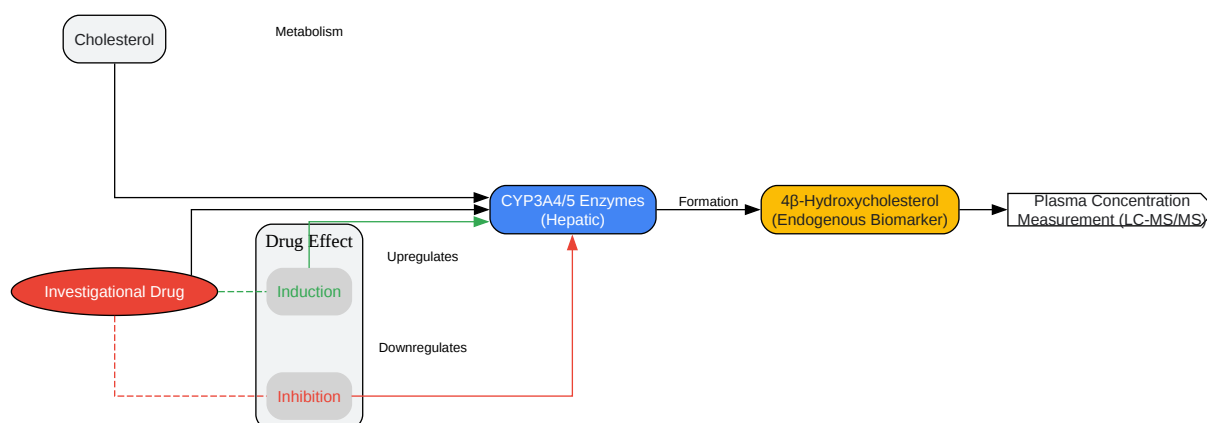 Metabolism
Cholesterol
CYP3A4/5 Enzymes
(Hepatic)
Formation
4β-Hydroxycholesterol
(Endogenous Biomarker)
Plasma Concentration
Measurement (LC-MS/MS)
Drug Effect
Upregulates
Investigational Drug
Induction
Downregulates
Inhibition